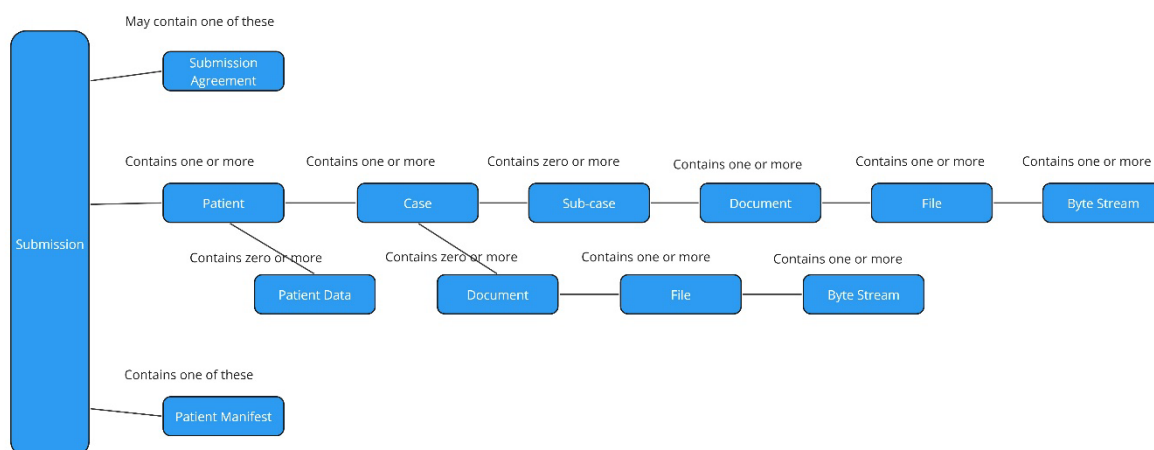 May contain one of these
Submission
Agreement
Contains one or more
Contains one or more
Contains zero or more
Contains one or more
Contains one or more
Contains one or more
Patient
Case
Sub-case
Document
File
Byte Stream
Submission
Contains zero or more
Contains zero or more
Contains one or more
Contains one or more
Patient Data
Document
File
Byte Stream
Contains one of these
Patient Manifest